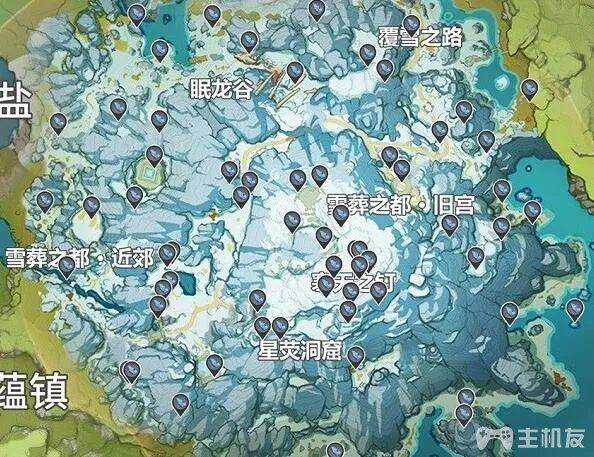 覆雪之路
眠龙谷
盐
雪葬之都·旧宫
雪葬之都·近郊
寒天之钉
星荧洞窟
蕴镇
主机友